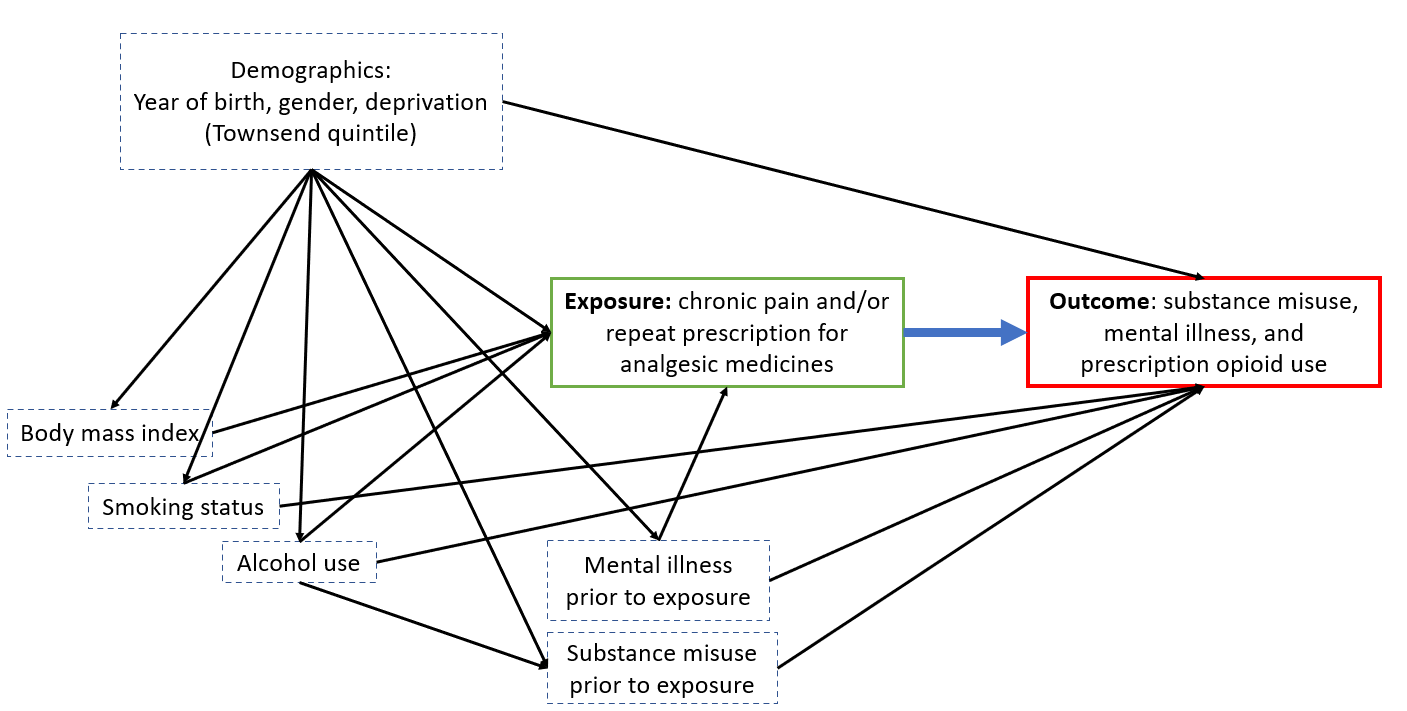 Demographics:
Year of birth, gender, deprivation
(Townsend quintile)
Exposure: chronic pain and/or
repeat prescription for
analgesic medicines
Outcome: substance misuse,
mental illness, and
prescription opioid use
Body mass index
Smoking status
Alcohol use
Mental illness
prior to exposure
Substance misuse
prior to exposure